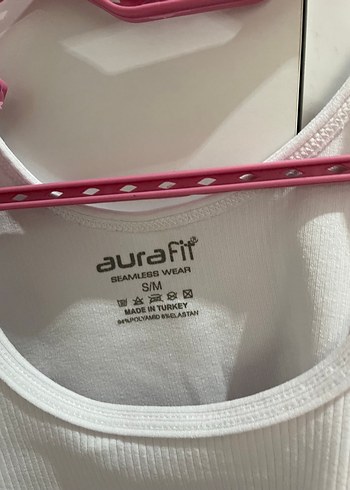 aurafit
SEAMLESS WEAR
S/M
MADE IN TURKEY
94%POLYAMID 6%ELASTAN